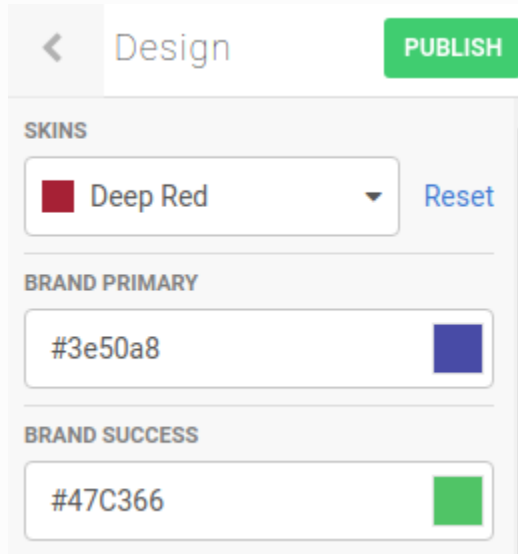 Design
PUBLISH
SKINS
Deep Red
Reset
BRAND PRIMARY
#3e50a8
BRAND SUCCESS
#47C366